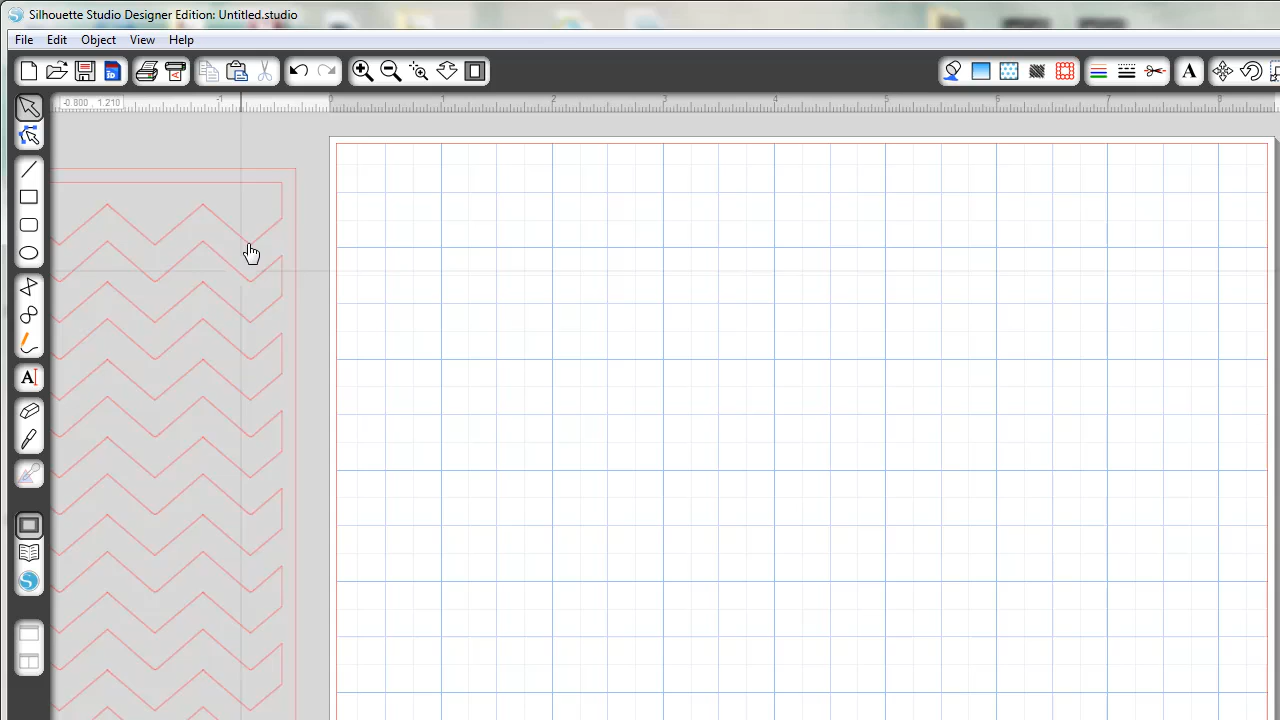 Silhouette Studio Designer Edition: Untitled.studio
File Edit Object View Help
-0.800 , 1.210
-1 0 1 2 3 4 5 6 7 8